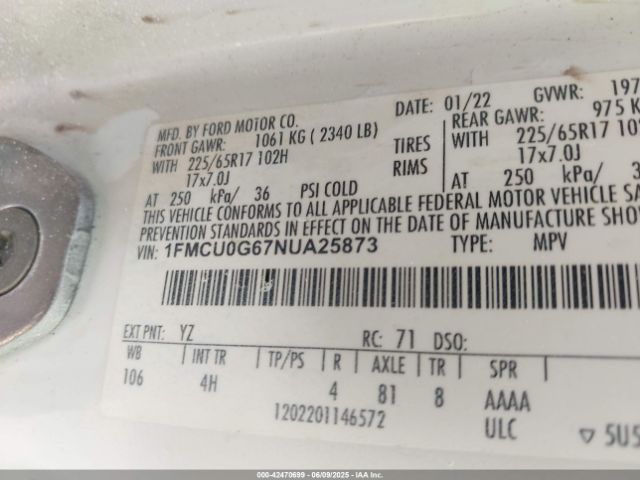 MFD. BY FORD MOTOR CO. DATE: 01/22 GVWR: 197
FRONT GAWR: 1061 KG ( 2340 LB) REAR GAWR: 975 K
WITH 225/65R17 102H TIRES WITH 225/65R17 102H
17x7.0J RIMS 17x7.0J
AT 250 kPa/ 36 PSI COLD AT 250 kPa/ 3
THIS VEHICLE CONFORMS TO ALL APPLICABLE FEDERAL MOTOR VEHICLE SA
PREVENTION STANDARDS IN EFFECT ON THE DATE OF MANUFACTURE SHOW
VIN: 1FMCU0G67NUA25873 TYPE: MPV
EXT PNT: YZ RC: 71 DSO:
WB INT TR TP/PS R AXLE TR SPR
106 4H 4 81 8 AAAA
1202201146572 ULC 5U5
000-42470699 - 06/09/2025 - IAAI, INC.